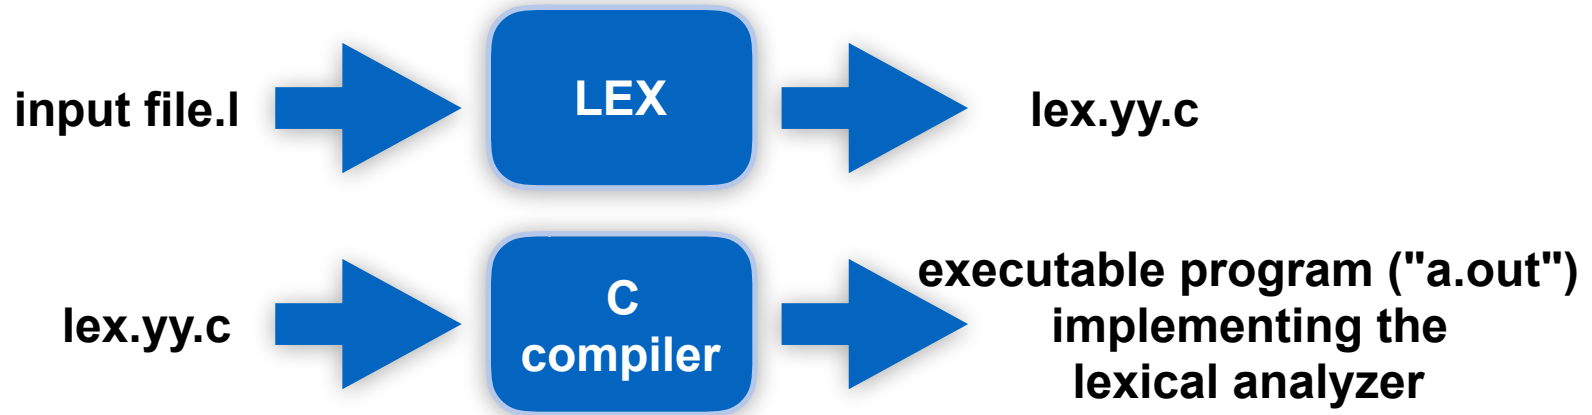 input file.l
LEX
lex.yy.c
lex.yy.c
C
compiler
executable program ("a.out")
implementing the
lexical analyzer